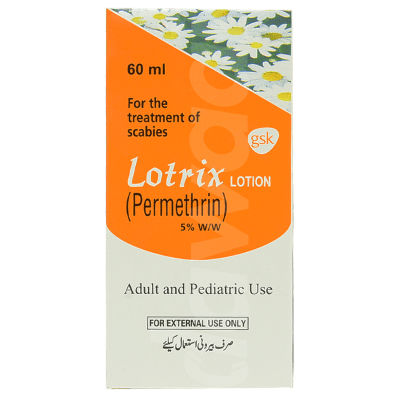 60 ml
For the
treatment of
scabies
gsk
Lotrix LOTION
(Permethrin)
5% W/W
Adult and Pediatric Use
FOR EXTERNAL USE ONLY
صرف بیرونی استعمال کیلئے